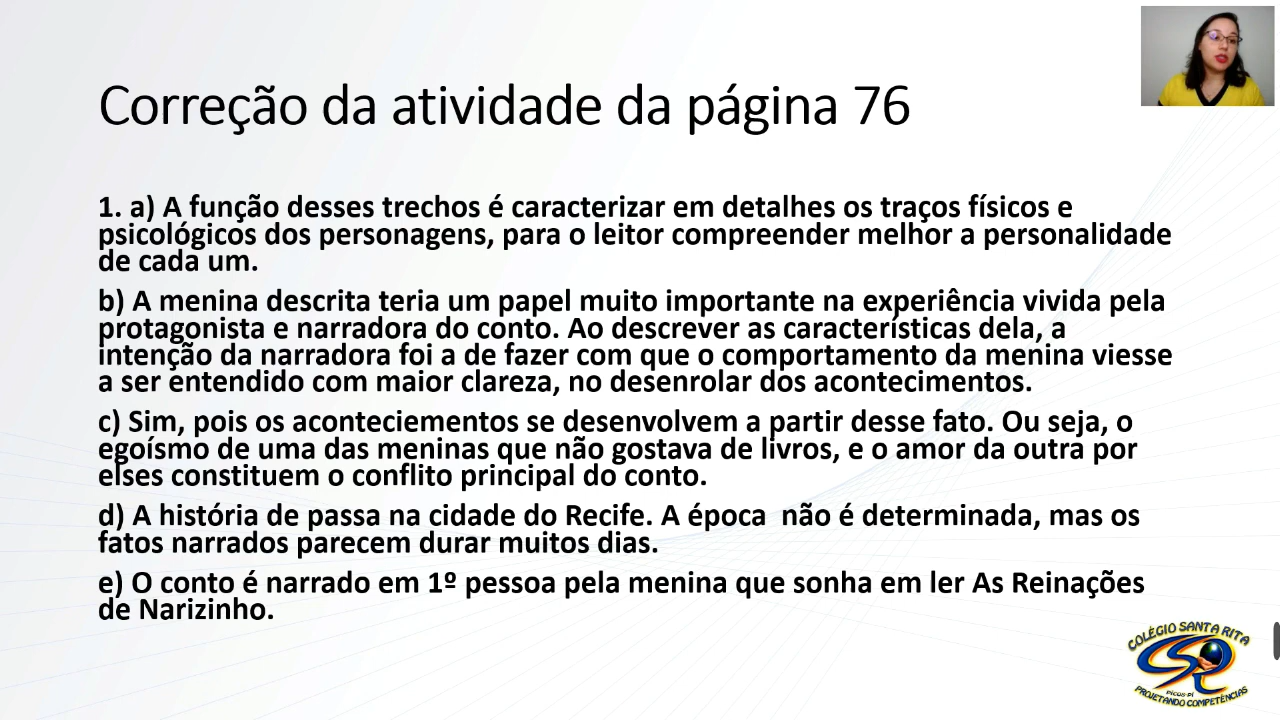 Correção da atividade da página 76
1. a) A função desses trechos é caracterizar em detalhes os traços físicos e
psicológicos dos personagens, para o leitor compreender melhor a personalidade
de cada um.
b) A menina descrita teria um papel muito importante na experiência vivida pela
protagonista e narradora do conto. Ao descrever as características dela, a
intenção da narradora foi a de fazer com que o comportamento da menina viesse
a ser entendido com maior clareza, no desenrolar dos acontecimentos.
c) Sim, pois os aconteciementos se desenvolvem a partir desse fato. Ou seja, o
egoísmo de uma das meninas que não gostava de livros, e o amor da outra por
elses constituem o conflito principal do conto.
d) A história de passa na cidade do Recife. A época  não é determinada, mas os
fatos narrados parecem durar muitos dias.
e) O conto é narrado em 1º pessoa pela menina que sonha em ler As Reinações
de Narizinho.
COLÉGIO SANTA RITA
PICOS-PI
PROJETANDO COMPETÊNCIAS